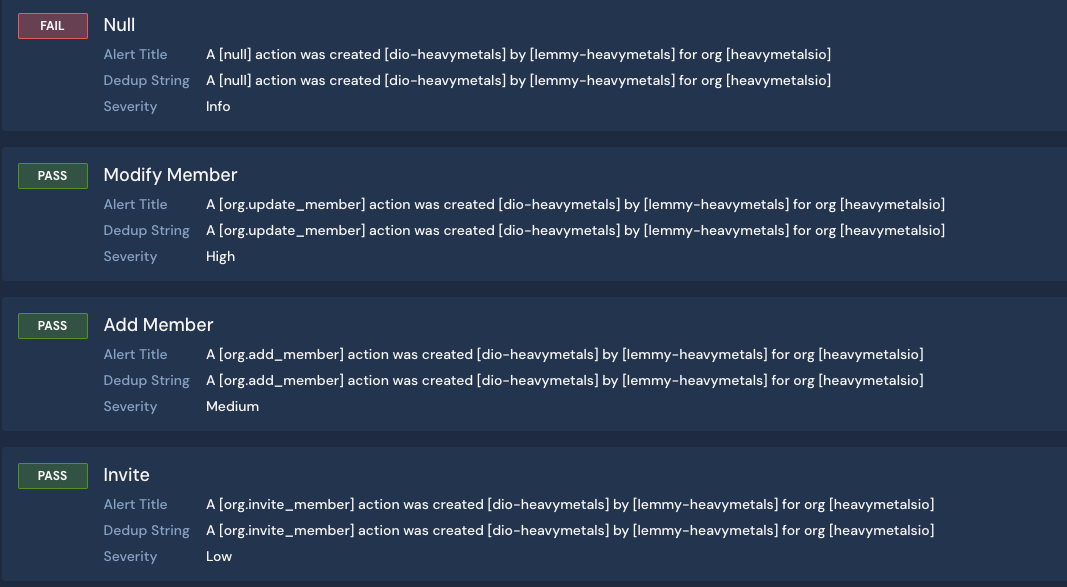 FAIL Null
Alert Title A [null] action was created [dio-heavymetals] by [lemmy-heavymetals] for org [heavymetalsio]
Dedup String A [null] action was created [dio-heavymetals] by [lemmy-heavymetals] for org [heavymetalsio]
Severity Info
PASS Modify Member
Alert Title A [org.update_member] action was created [dio-heavymetals] by [lemmy-heavymetals] for org [heavymetalsio]
Dedup String A [org.update_member] action was created [dio-heavymetals] by [lemmy-heavymetals] for org [heavymetalsio]
Severity High
PASS Add Member
Alert Title A [org.add_member] action was created [dio-heavymetals] by [lemmy-heavymetals] for org [heavymetalsio]
Dedup String A [org.add_member] action was created [dio-heavymetals] by [lemmy-heavymetals] for org [heavymetalsio]
Severity Medium
PASS Invite
Alert Title A [org.invite_member] action was created [dio-heavymetals] by [lemmy-heavymetals] for org [heavymetalsio]
Dedup String A [org.invite_member] action was created [dio-heavymetals] by [lemmy-heavymetals] for org [heavymetalsio]
Severity Low